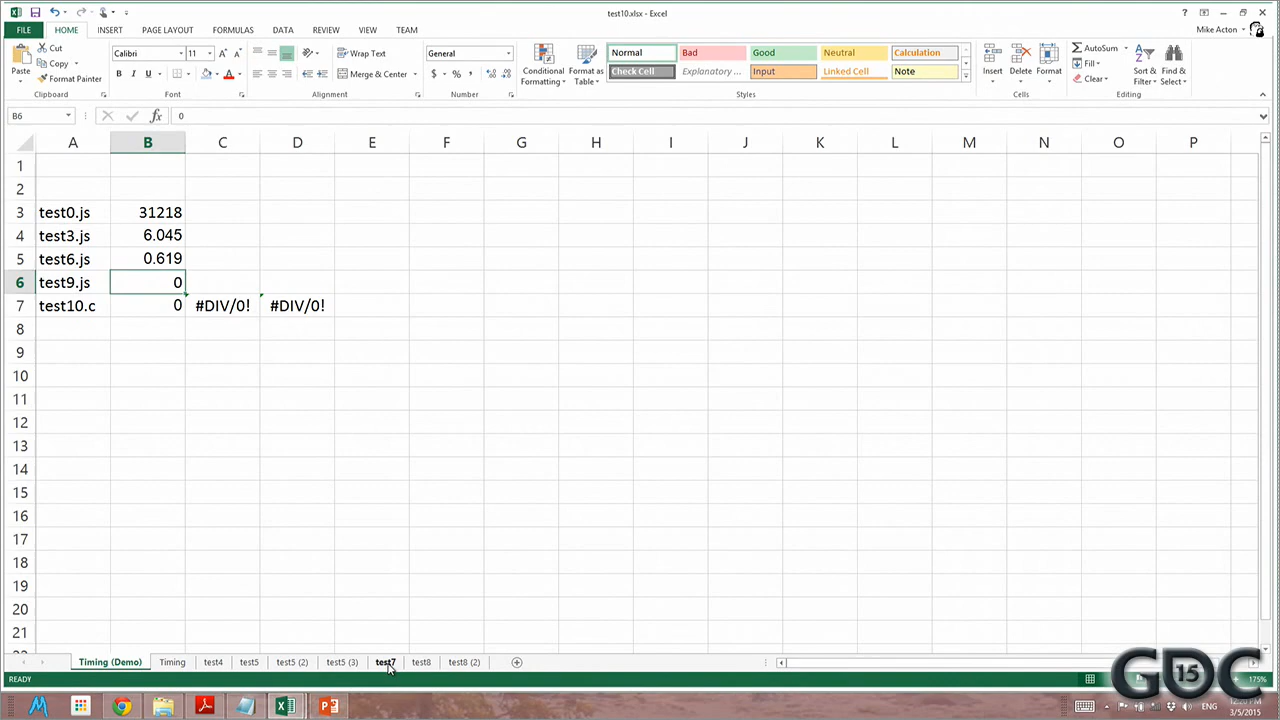 test10.xlsx - Excel
FILE HOME INSERT PAGE LAYOUT FORMULAS DATA REVIEW VIEW TEAM Mike Acton
Paste Cut Copy Format Painter
Clipboard
Calibri 11
B I U
Font
Wrap Text
Merge & Center
Alignment
General
$ % ,
Number
Conditional Formatting
Format as Table
Normal Bad Good Neutral Calculation
Check Cell Explanatory ... Input Linked Cell Note
Styles
Insert Delete Format
Cells
AutoSum
Fill
Clear
Sort & Filter
Find & Select
Editing
B6 fx 0
A B C D E F G H I J K L M N O P
1
2
3 test0.js 31218
4 test3.js 6.045
5 test6.js 0.619
6 test9.js 0
7 test10.c 0 #DIV/0! #DIV/0!
8
9
10
11
12
13
14
15
16
17
18
19
20
21
Timing (Demo) Timing test4 test5 test5 (2) test5 (3) test7 test8 test8 (2)
READY 175%
GDC 15
ENG
3/5/2015